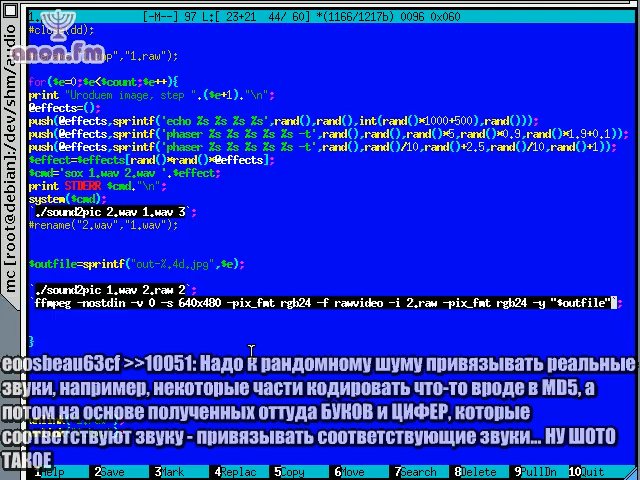 1.   [-M--] 97 L:[ 23+21  44/ 60] *(1166/1217b) 0096 0x060
#close(dd);
anon.fm
","1.raw");
for($e=0;$e<$count;$e++){
print "Uroduem image, step ".($e+1)."\n";
@effects=();
push(@effects,sprintf('echo %s %s %s %s',rand(),rand(),int(rand()*1000+500),rand()));
push(@effects,sprintf('phaser %s %s %s %s %s -t',rand(),rand(),rand()*5,rand()*0.9,rand()*1.9+0.1));
push(@effects,sprintf('phaser %s %s %s %s %s -t',rand(),rand()/10,rand()+2.5,rand()/10,rand()+1));
$effect=$effects[rand()*rand()*@effects];
$cmd='sox 1.wav 2.wav '.$effect;
print STDERR $cmd."\n";
system($cmd);
`./sound2pic 2.wav 1.wav 3`;
#rename("2.wav","1.wav");
$outfile=sprintf("out-%.4d.jpg",$e);
`./sound2pic 1.wav 2.raw 2`;
`ffmpeg -nostdin -v 0 -s 640x480 -pix_fmt rgb24 -f rawvideo -i 2.raw -pix_fmt rgb24 -y "$outfile"`;
}
eoosbeau63cf >>10051: Надо к рандомному шуму привязывать реальные
звуки, например, некоторые части кодировать что-то вроде в MD5, а
потом на основе полученных оттуда БУКОВ и ЦИФЕР, которые
соответствуют звуку - привязывать соответствующие звуки... НУ ШОТО
ТАКОЕ
1Help 2Save 3Mark 4Replac 5Copy 6Move 7Search 8Delete 9PullDn 10Quit
mc [root@debian]:/dev/shm/audio